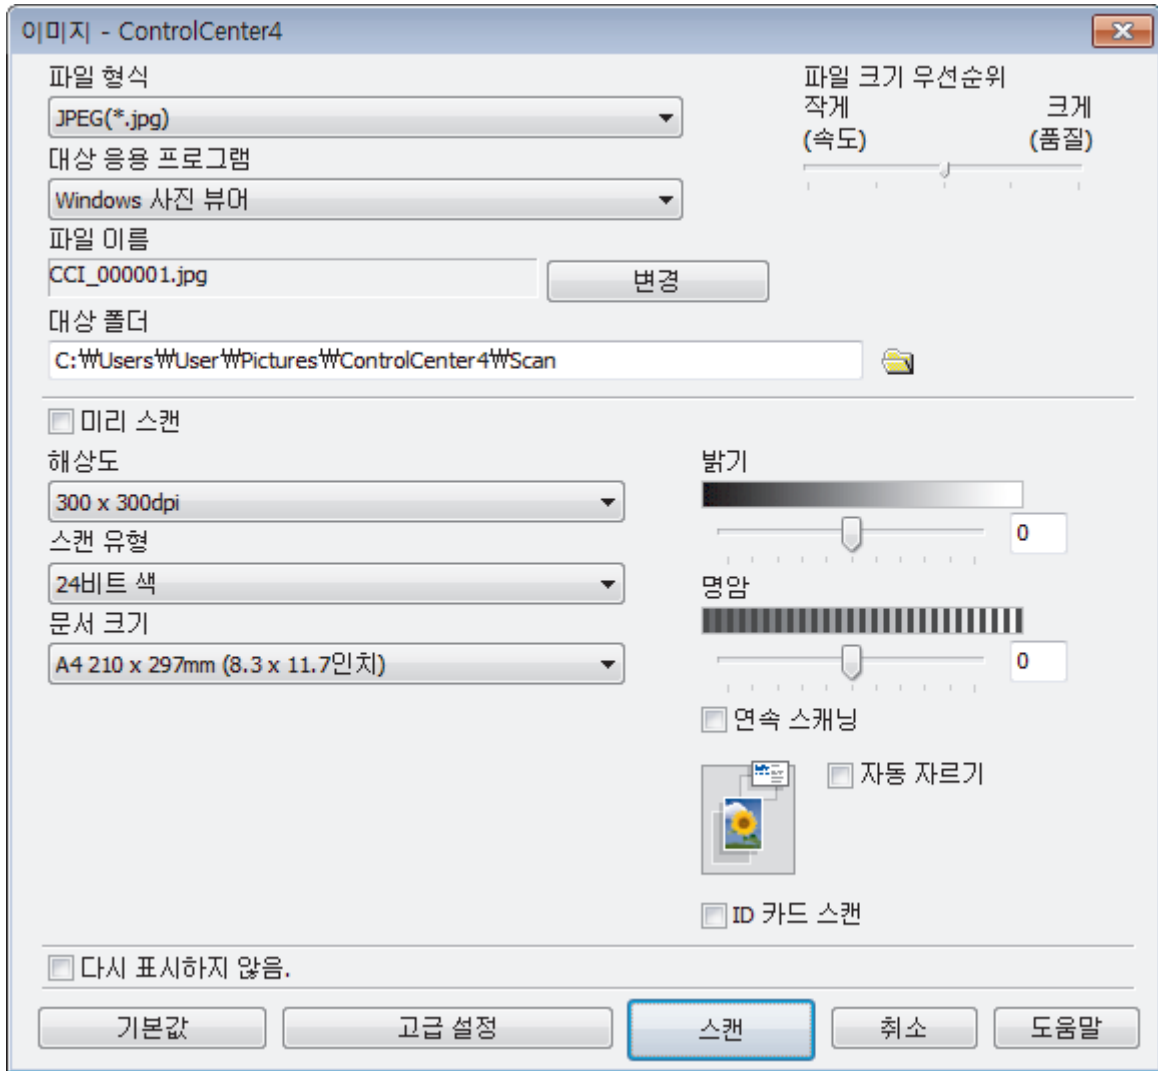 이미지 - ControlCenter4
파일 형식
JPEG(*.jpg)
대상 응용 프로그램
Windows 사진 뷰어
파일 이름
CCI_000001.jpg
변경
대상 폴더
C:₩Users₩User₩Pictures₩ControlCenter4₩Scan
파일 크기 우선순위
작게 크게
(속도) (품질)
미리 스캔
해상도
300 x 300dpi
스캔 유형
24비트 색
문서 크기
A4 210 x 297mm (8.3 x 11.7인치)
밝기
0
명암
0
연속 스캐닝
자동 자르기
ID 카드 스캔
다시 표시하지 않음.
기본값 고급 설정 스캔 취소 도움말